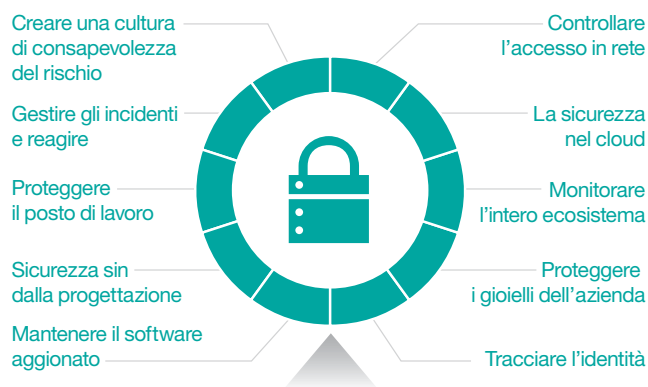 Creare una cultura
di consapevolezza
del rischio
Gestire gli incidenti
e reagire
Proteggere
il posto di lavoro
Sicurezza sin
dalla progettazione
Mantenere il software
aggionato
Controllare
l'accesso in rete
La sicurezza
nel cloud
Monitorare
l'intero ecosistema
Proteggere
i gioielli dell'azienda
Tracciare l'identità